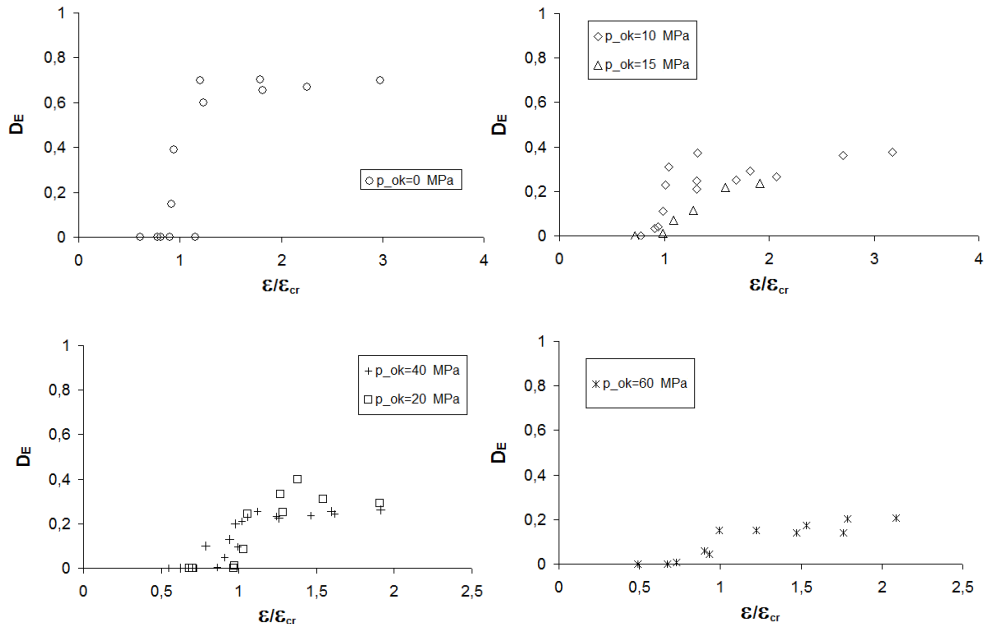 1
0,8
0,6
0,4
0,2
0
DE
p_ok=0 MPa
0 1 2 3 4
ε/εcr
1
0,8
0,6
0,4
0,2
0
DE
p_ok=10 MPa
p_ok=15 MPa
0 1 2 3 4
ε/εcr
1
0,8
0,6
0,4
0,2
0
DE
p_ok=40 MPa
p_ok=20 MPa
0 0,5 1 1,5 2 2,5
ε/εcr
1
0,8
0,6
0,4
0,2
0
DE
p_ok=60 MPa
0 0,5 1 1,5 2 2,5
ε/εcr